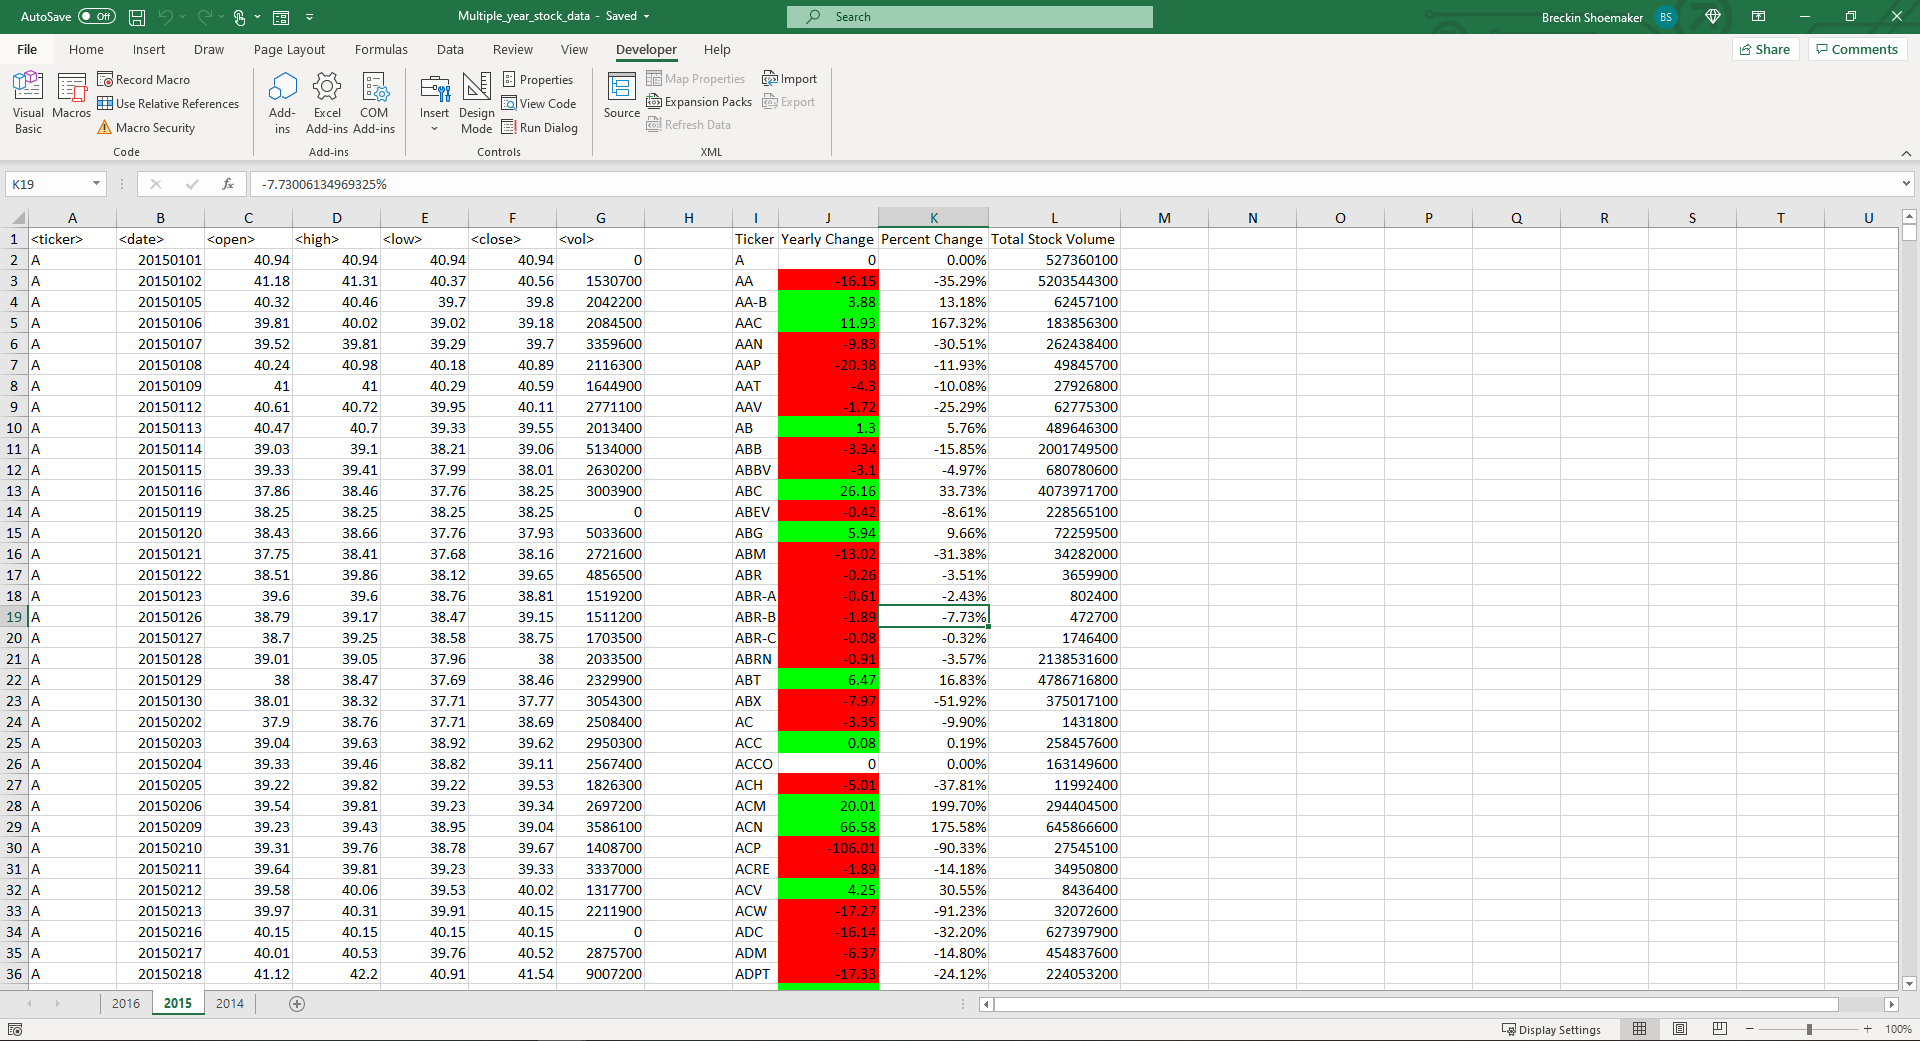 AutoSave Off Multiple_year_stock_data - Saved Search Breckin Shoemaker BS
File Home Insert Draw Page Layout Formulas Data Review View Developer Help Share Comments
Visual Basic Macros Record Macro Use Relative References Macro Security Code
Add-ins Excel Add-ins COM Add-ins Add-ins
Insert Design Mode Properties View Code Run Dialog Controls
Source Map Properties Expansion Packs Refresh Data Import Export XML
K19 fx -7.73006134969325%
A B C D E F G H I J K L M N O P Q R S T U
1 <ticker> <date> <open> <high> <low> <close> <vol> Ticker Yearly Change Percent Change Total Stock Volume
2 A 20150101 40.94 40.94 40.94 40.94 0 A 0 0.00% 527360100
3 A 20150102 41.18 41.31 40.37 40.56 1530700 AA -16.15 -35.29% 5203544300
4 A 20150105 40.32 40.46 39.7 39.8 2042200 AA-B 3.88 13.18% 62457100
5 A 20150106 39.81 40.02 39.02 39.18 2084500 AAC 11.93 167.32% 183856300
6 A 20150107 39.52 39.81 39.29 39.7 3359600 AAN -9.83 -30.51% 262438400
7 A 20150108 40.24 40.98 40.18 40.89 2116300 AAP -20.38 -11.93% 49845700
8 A 20150109 41 41 40.29 40.59 1644900 AAT -4.3 -10.08% 27926800
9 A 20150112 40.61 40.72 39.95 40.11 2771100 AAV -1.72 -25.29% 62775300
10 A 20150113 40.47 40.7 39.33 39.55 2013400 AB 1.3 5.76% 489646300
11 A 20150114 39.03 39.1 38.21 39.06 5134000 ABB -3.34 -15.85% 2001749500
12 A 20150115 39.33 39.41 37.99 38.01 2630200 ABBV -3.1 -4.97% 680780600
13 A 20150116 37.86 38.46 37.76 38.25 3003900 ABC 26.16 33.73% 4073971700
14 A 20150119 38.25 38.25 38.25 38.25 0 ABEV -0.42 -8.61% 228565100
15 A 20150120 38.43 38.66 37.76 37.93 5033600 ABG 5.94 9.66% 72259500
16 A 20150121 37.75 38.41 37.68 38.16 2721600 ABM -13.02 -31.38% 34282000
17 A 20150122 38.51 39.86 38.12 39.65 4856500 ABR -0.26 -3.51% 3659900
18 A 20150123 39.6 39.6 38.76 38.81 1519200 ABR-A -0.61 -2.43% 802400
19 A 20150126 38.79 39.17 38.47 39.15 1511200 ABR-B -1.89 -7.73% 472700
20 A 20150127 38.7 39.25 38.58 38.75 1703500 ABR-C -0.08 -0.32% 1746400
21 A 20150128 39.01 39.05 37.96 38 2033500 ABRN -0.91 -3.57% 2138531600
22 A 20150129 38 38.47 37.69 38.46 2329900 ABT 6.47 16.83% 4786716800
23 A 20150130 38.01 38.32 37.71 37.77 3054300 ABX -7.97 -51.92% 375017100
24 A 20150202 37.9 38.76 37.71 38.69 2508400 AC -3.35 -9.90% 1431800
25 A 20150203 39.04 39.63 38.92 39.62 2950300 ACC 0.08 0.19% 258457600
26 A 20150204 39.33 39.46 38.82 39.11 2567400 ACCO 0 0.00% 163149600
27 A 20150205 39.22 39.82 39.22 39.53 1826300 ACH -5.01 -37.81% 11992400
28 A 20150206 39.54 39.81 39.23 39.34 2697200 ACM 20.01 199.70% 294404500
29 A 20150209 39.23 39.43 38.95 39.04 3586100 ACN 66.58 175.58% 645866600
30 A 20150210 39.31 39.76 38.78 39.67 1408700 ACP -106.01 -90.33% 27545100
31 A 20150211 39.64 39.81 39.23 39.33 3337000 ACRE -1.89 -14.18% 34950800
32 A 20150212 39.58 40.06 39.53 40.02 1317700 ACV 4.25 30.55% 8436400
33 A 20150213 39.97 40.31 39.91 40.15 2211900 ACW -17.27 -91.23% 32072600
34 A 20150216 40.15 40.15 40.15 40.15 0 ADC -16.14 -32.20% 627397900
35 A 20150217 40.01 40.53 39.76 40.52 2875700 ADM -6.37 -14.80% 454837600
36 A 20150218 41.12 42.2 40.91 41.54 9007200 ADPT -17.33 -24.12% 224053200
2016 2015 2014
Display Settings 100%